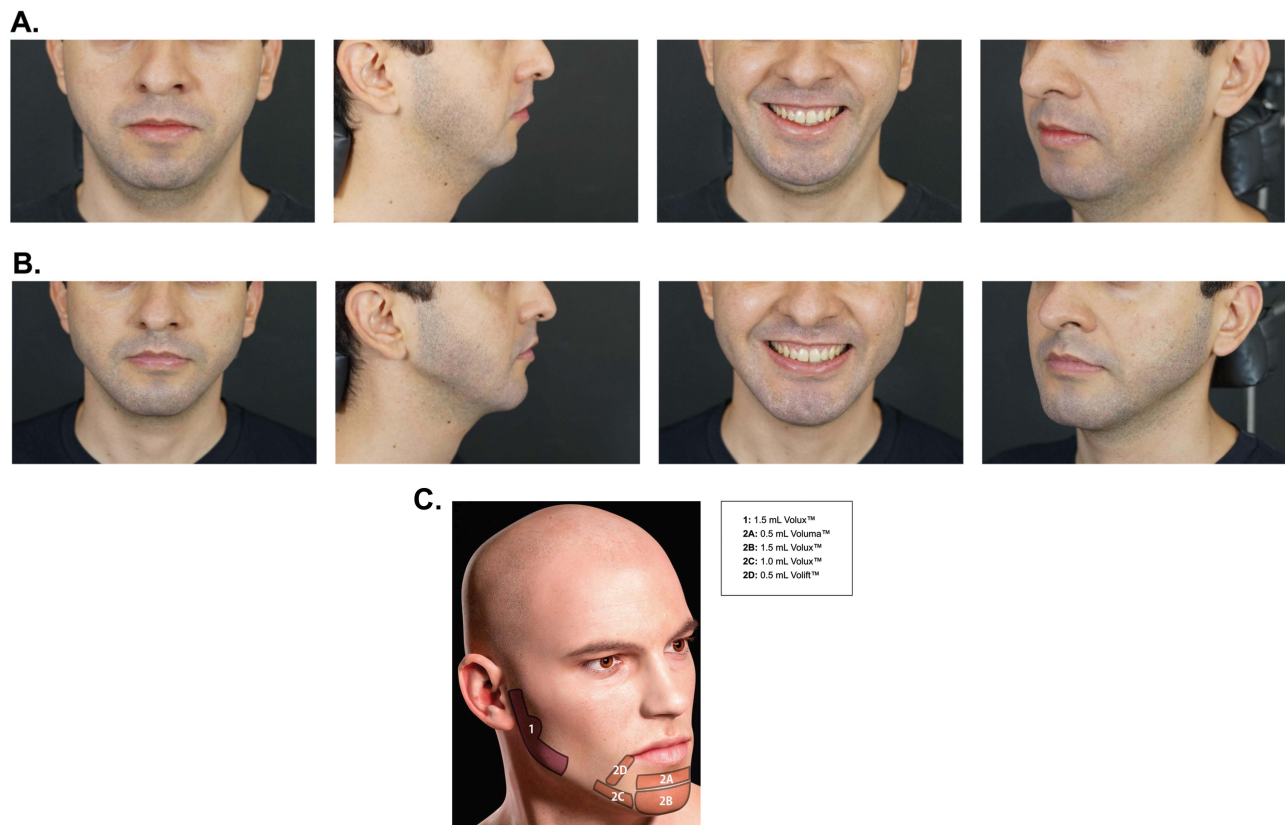 A.
B.
C.
1: 1.5 mL Volux™
2A: 0.5 mL Voluma™
2B: 1.5 mL Volux™
2C: 1.0 mL Volux™
2D: 0.5 mL Volift™
1
2D
2A
2C
2B